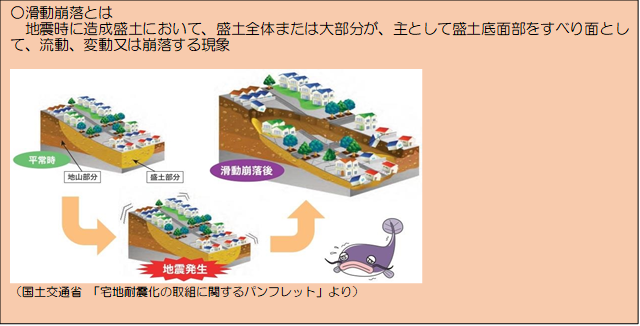 ○滑動崩落とは
地震時に造成盛土において、盛土全体または大部分が、主として盛土底面部をすべり面とし
て、流動、変動又は崩落する現象
平常時
地山部分
盛土部分
地震発生
滑動崩落後
（国土交通省　「宅地耐震化の取組に関するパンフレット」より）